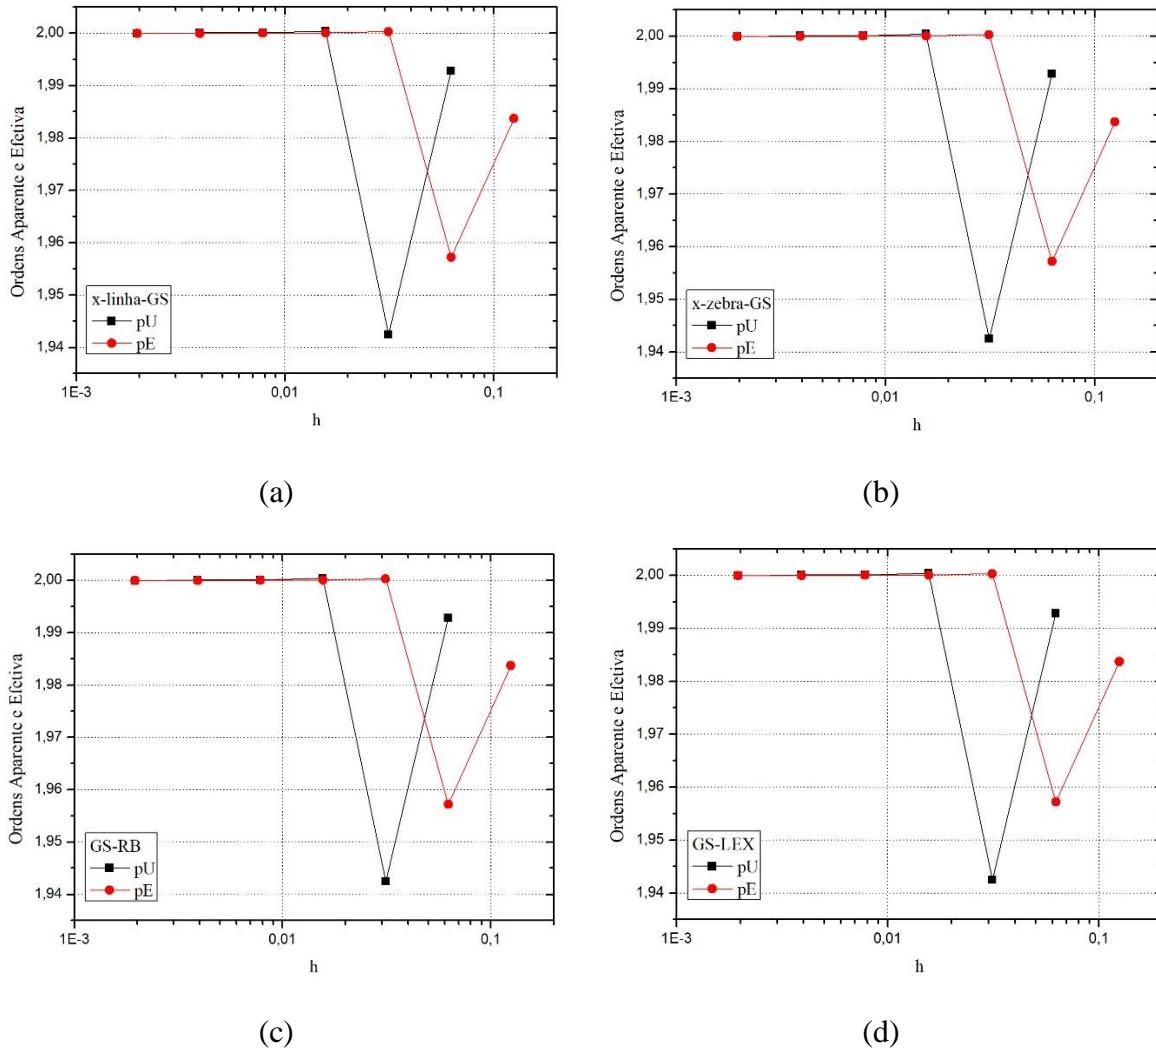 2,00
1,99
1,98
1,97
1,96
1,95
1,94
Ordens Aparente e Efetiva
x-linha-GS
pU
pE
1E-3
0,01
0,1
h
(a)
2,00
1,99
1,98
1,97
1,96
1,95
1,94
Ordens Aparente e Efetiva
x-zebra-GS
pU
pE
1E-3
0,01
0,1
h
(b)
2,00
1,99
1,98
1,97
1,96
1,95
1,94
Ordens Aparente e Efetiva
GS-RB
pU
pE
1E-3
0,01
0,1
h
(c)
2,00
1,99
1,98
1,97
1,96
1,95
1,94
Ordens Aparente e Efetiva
GS-LEX
pU
pE
1E-3
0,01
0,1
h
(d)